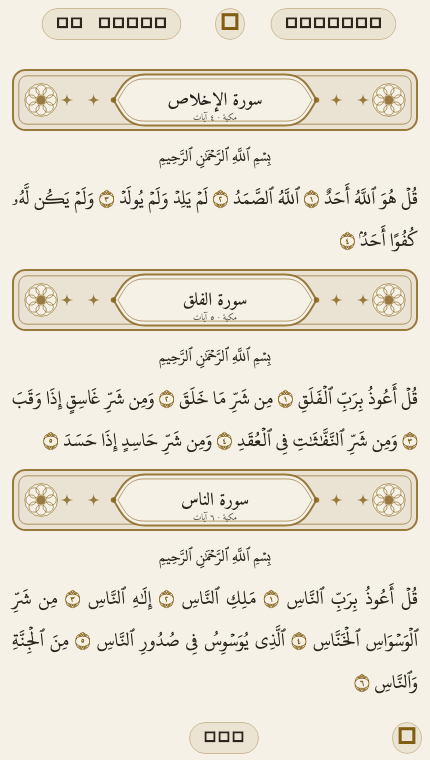 سورة الإخلاص
مكية · ٤ آيات
بِسْمِ ٱللَّهِ ٱلرَّحْمَٰنِ ٱلرَّحِيمِ
قُلْ هُوَ ٱللَّهُ أَحَدٌ ١ ٱللَّهُ ٱلصَّمَدُ ٢ لَمْ يَلِدْ وَلَمْ يُولَدْ ٣ وَلَمْ يَكُن لَّهُۥ
كُفُوًا أَحَدُۢ ٤
سورة الفلق
مكية · ٥ آيات
بِسْمِ ٱللَّهِ ٱلرَّحْمَٰنِ ٱلرَّحِيمِ
قُلْ أَعُوذُ بِرَبِّ ٱلْفَلَقِ ١ مِن شَرِّ مَا خَلَقَ ٢ وَمِن شَرِّ غَاسِقٍ إِذَا وَقَبَ
٣ وَمِن شَرِّ ٱلنَّفَّٰثَٰتِ فِى ٱلْعُقَدِ ٤ وَمِن شَرِّ حَاسِدٍ إِذَا حَسَدَ ٥
سورة الناس
مكية · ٦ آيات
بِسْمِ ٱللَّهِ ٱلرَّحْمَٰنِ ٱلرَّحِيمِ
قُلْ أَعُوذُ بِرَبِّ ٱلنَّاسِ ١ مَلِكِ ٱلنَّاسِ ٢ إِلَٰهِ ٱلنَّاسِ ٣ مِن شَرِّ
ٱلْوَسْوَاسِ ٱلْخَنَّاسِ ٤ ٱلَّذِى يُوَسْوِسُ فِى صُدُورِ ٱلنَّاسِ ٥ مِنَ ٱلْجِنَّةِ
وَٱلنَّاسِ ٦